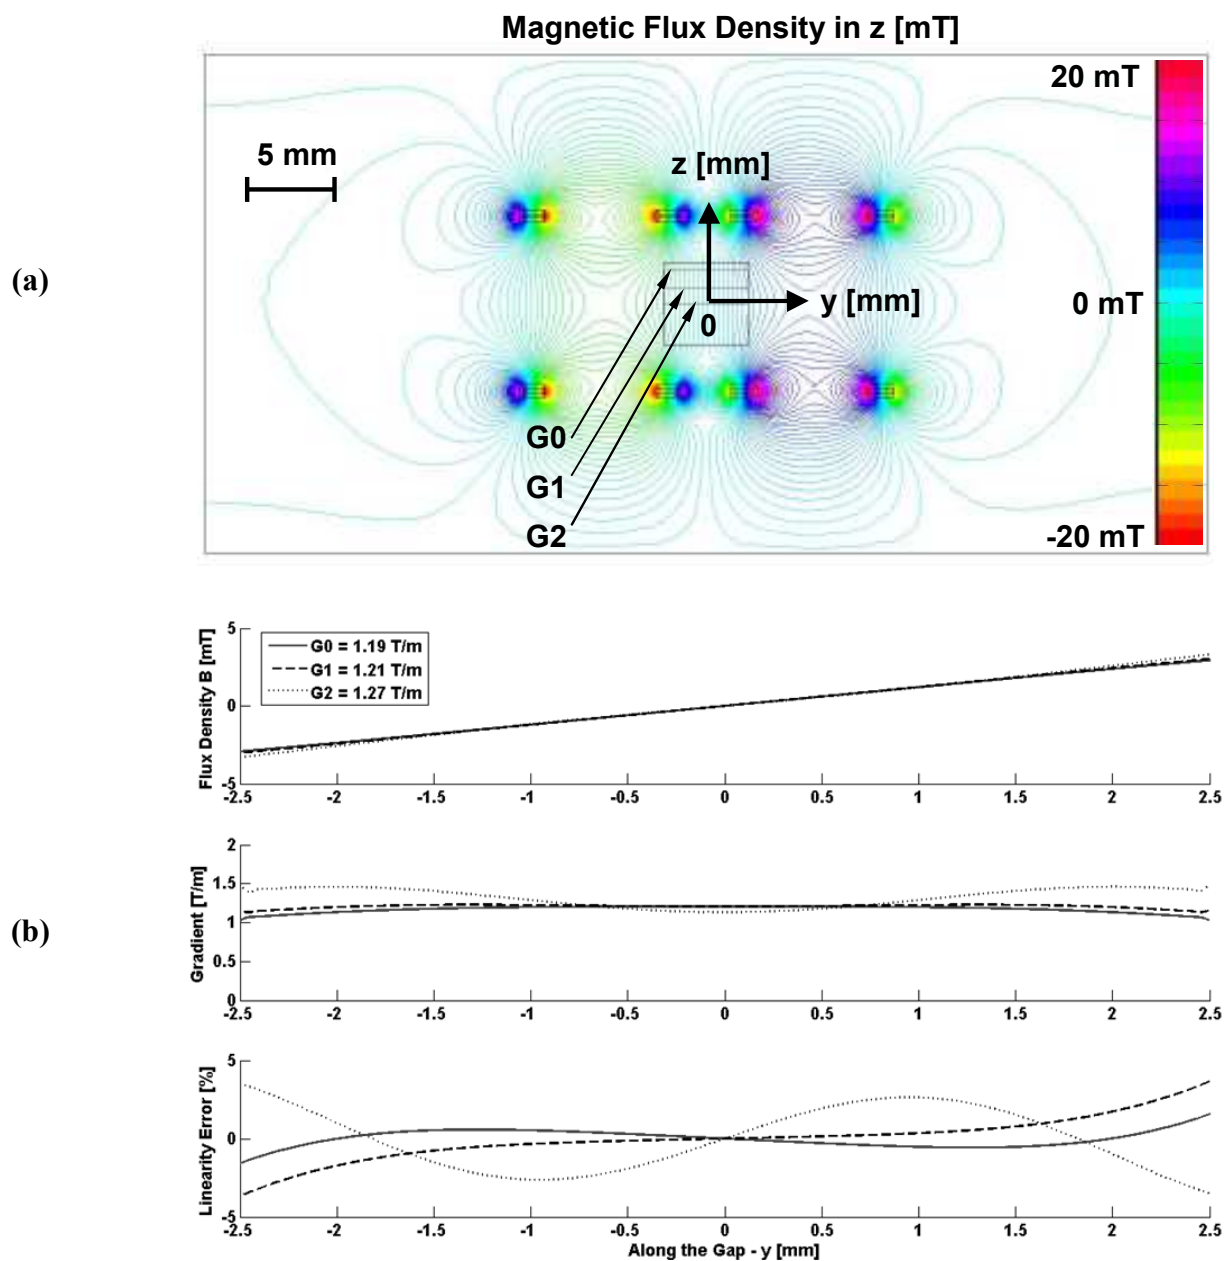 Magnetic Flux Density in z [mT]
20 mT
5 mm
z [mm]
(a)
y [mm]
0 mT
0
G0
G1
G2
-20 mT
(b)
Flux Density B [mT]
5
0
-5
G0 = 1.19 T/m
G1 = 1.21 T/m
G2 = 1.27 T/m
-2.5 -2 -1.5 -1 -0.5 0 0.5 1 1.5 2 2.5
Gradient [T/m]
2
1.5
1
0.5
0
-2.5 -2 -1.5 -1 -0.5 0 0.5 1 1.5 2 2.5
Linearity Error [%]
5
0
-5
-2.5 -2 -1.5 -1 -0.5 0 0.5 1 1.5 2 2.5
Along the Gap - y [mm]